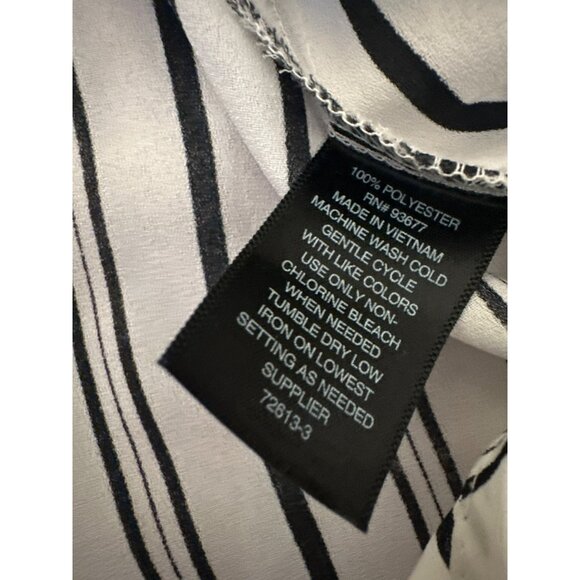 100% POLYESTER
RN# 93677
MADE IN VIETNAM
MACHINE WASH COLD
GENTLE CYCLE
WITH LIKE COLORS
USE ONLY NON-
CHLORINE BLEACH
WHEN NEEDED
TUMBLE DRY LOW
IRON ON LOWEST
SETTING AS NEEDED
SUPPLIER
72613-3